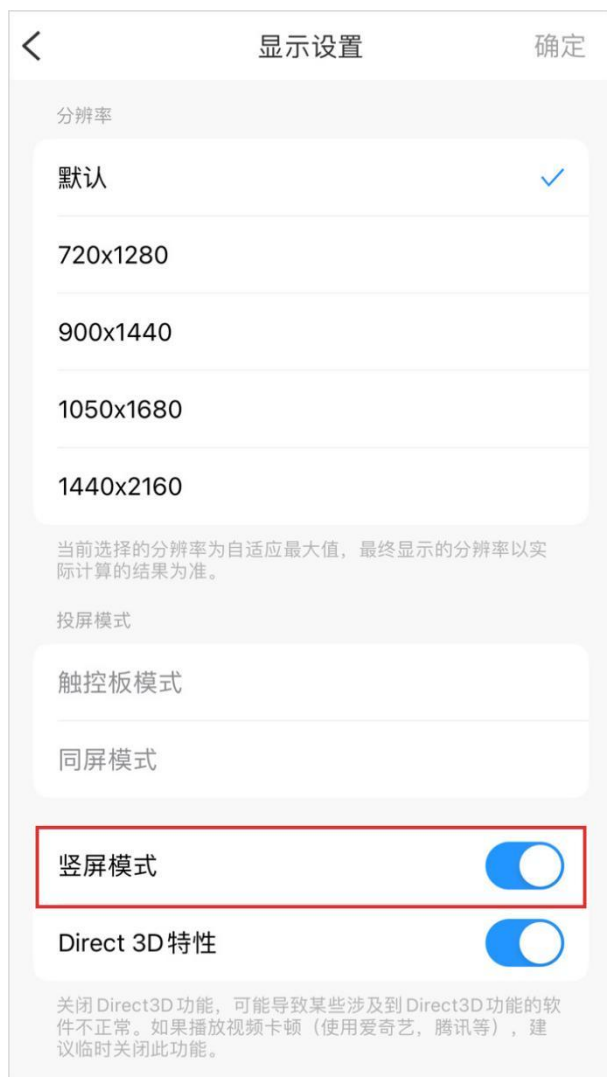 显示设置
确定
分辨率
默认
720x1280
900x1440
1050x1680
1440x2160
当前选择的分辨率为自适应最大值，最终显示的分辨率以实
际计算的结果为准。
投屏模式
触控板模式
同屏模式
竖屏模式
Direct 3D特性
关闭Direct3D功能，可能导致某些涉及到Direct3D功能的软
件不正常。如果播放视频卡顿（使用爱奇艺，腾讯等），建
议临时关闭此功能。